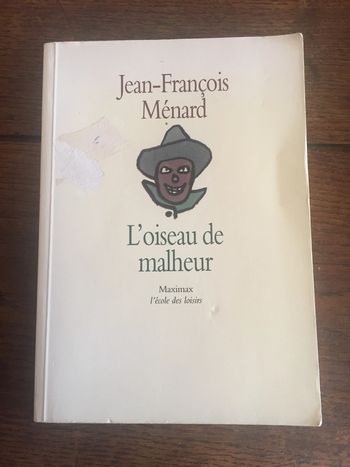 Jean-François
Ménard
L'oiseau de
malheur
Maximax
l'école des loisirs